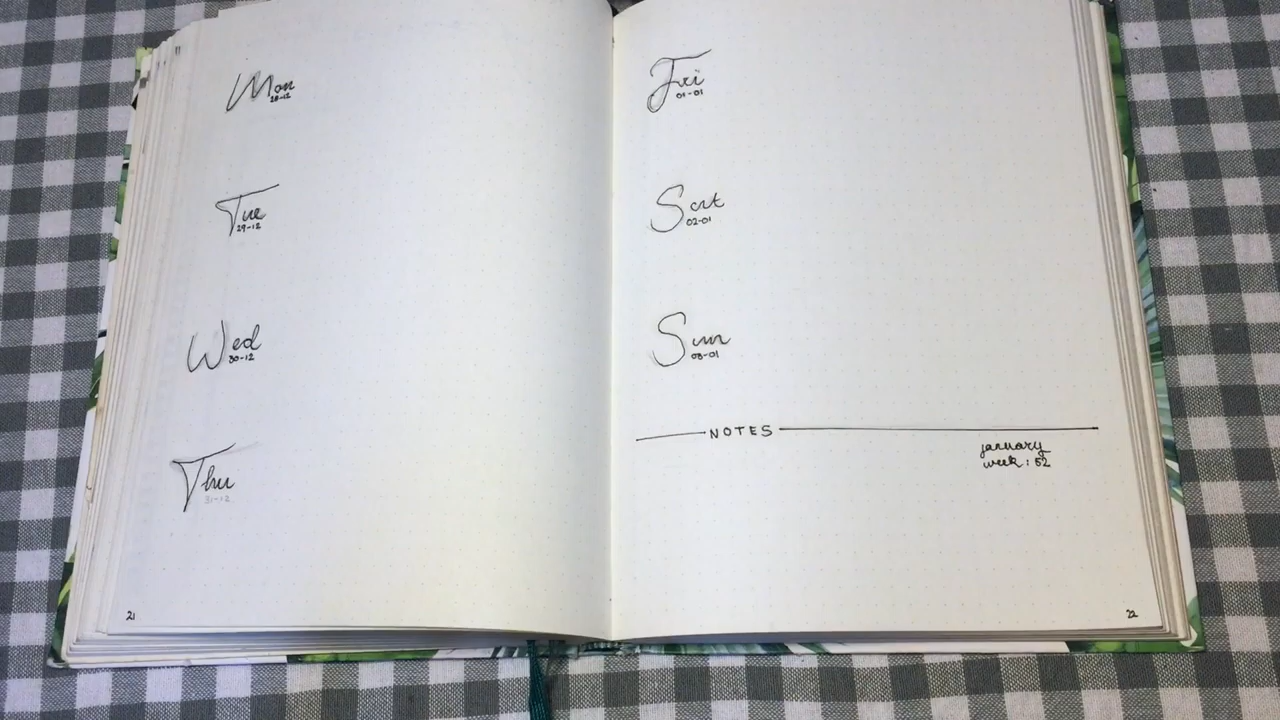 Mon
28-12
Tue
29-12
Wed
30-12
Thu
31-12
21
Fri
01-01
Sat
02-01
Sun
03-01
NOTES
january
week: 52
22